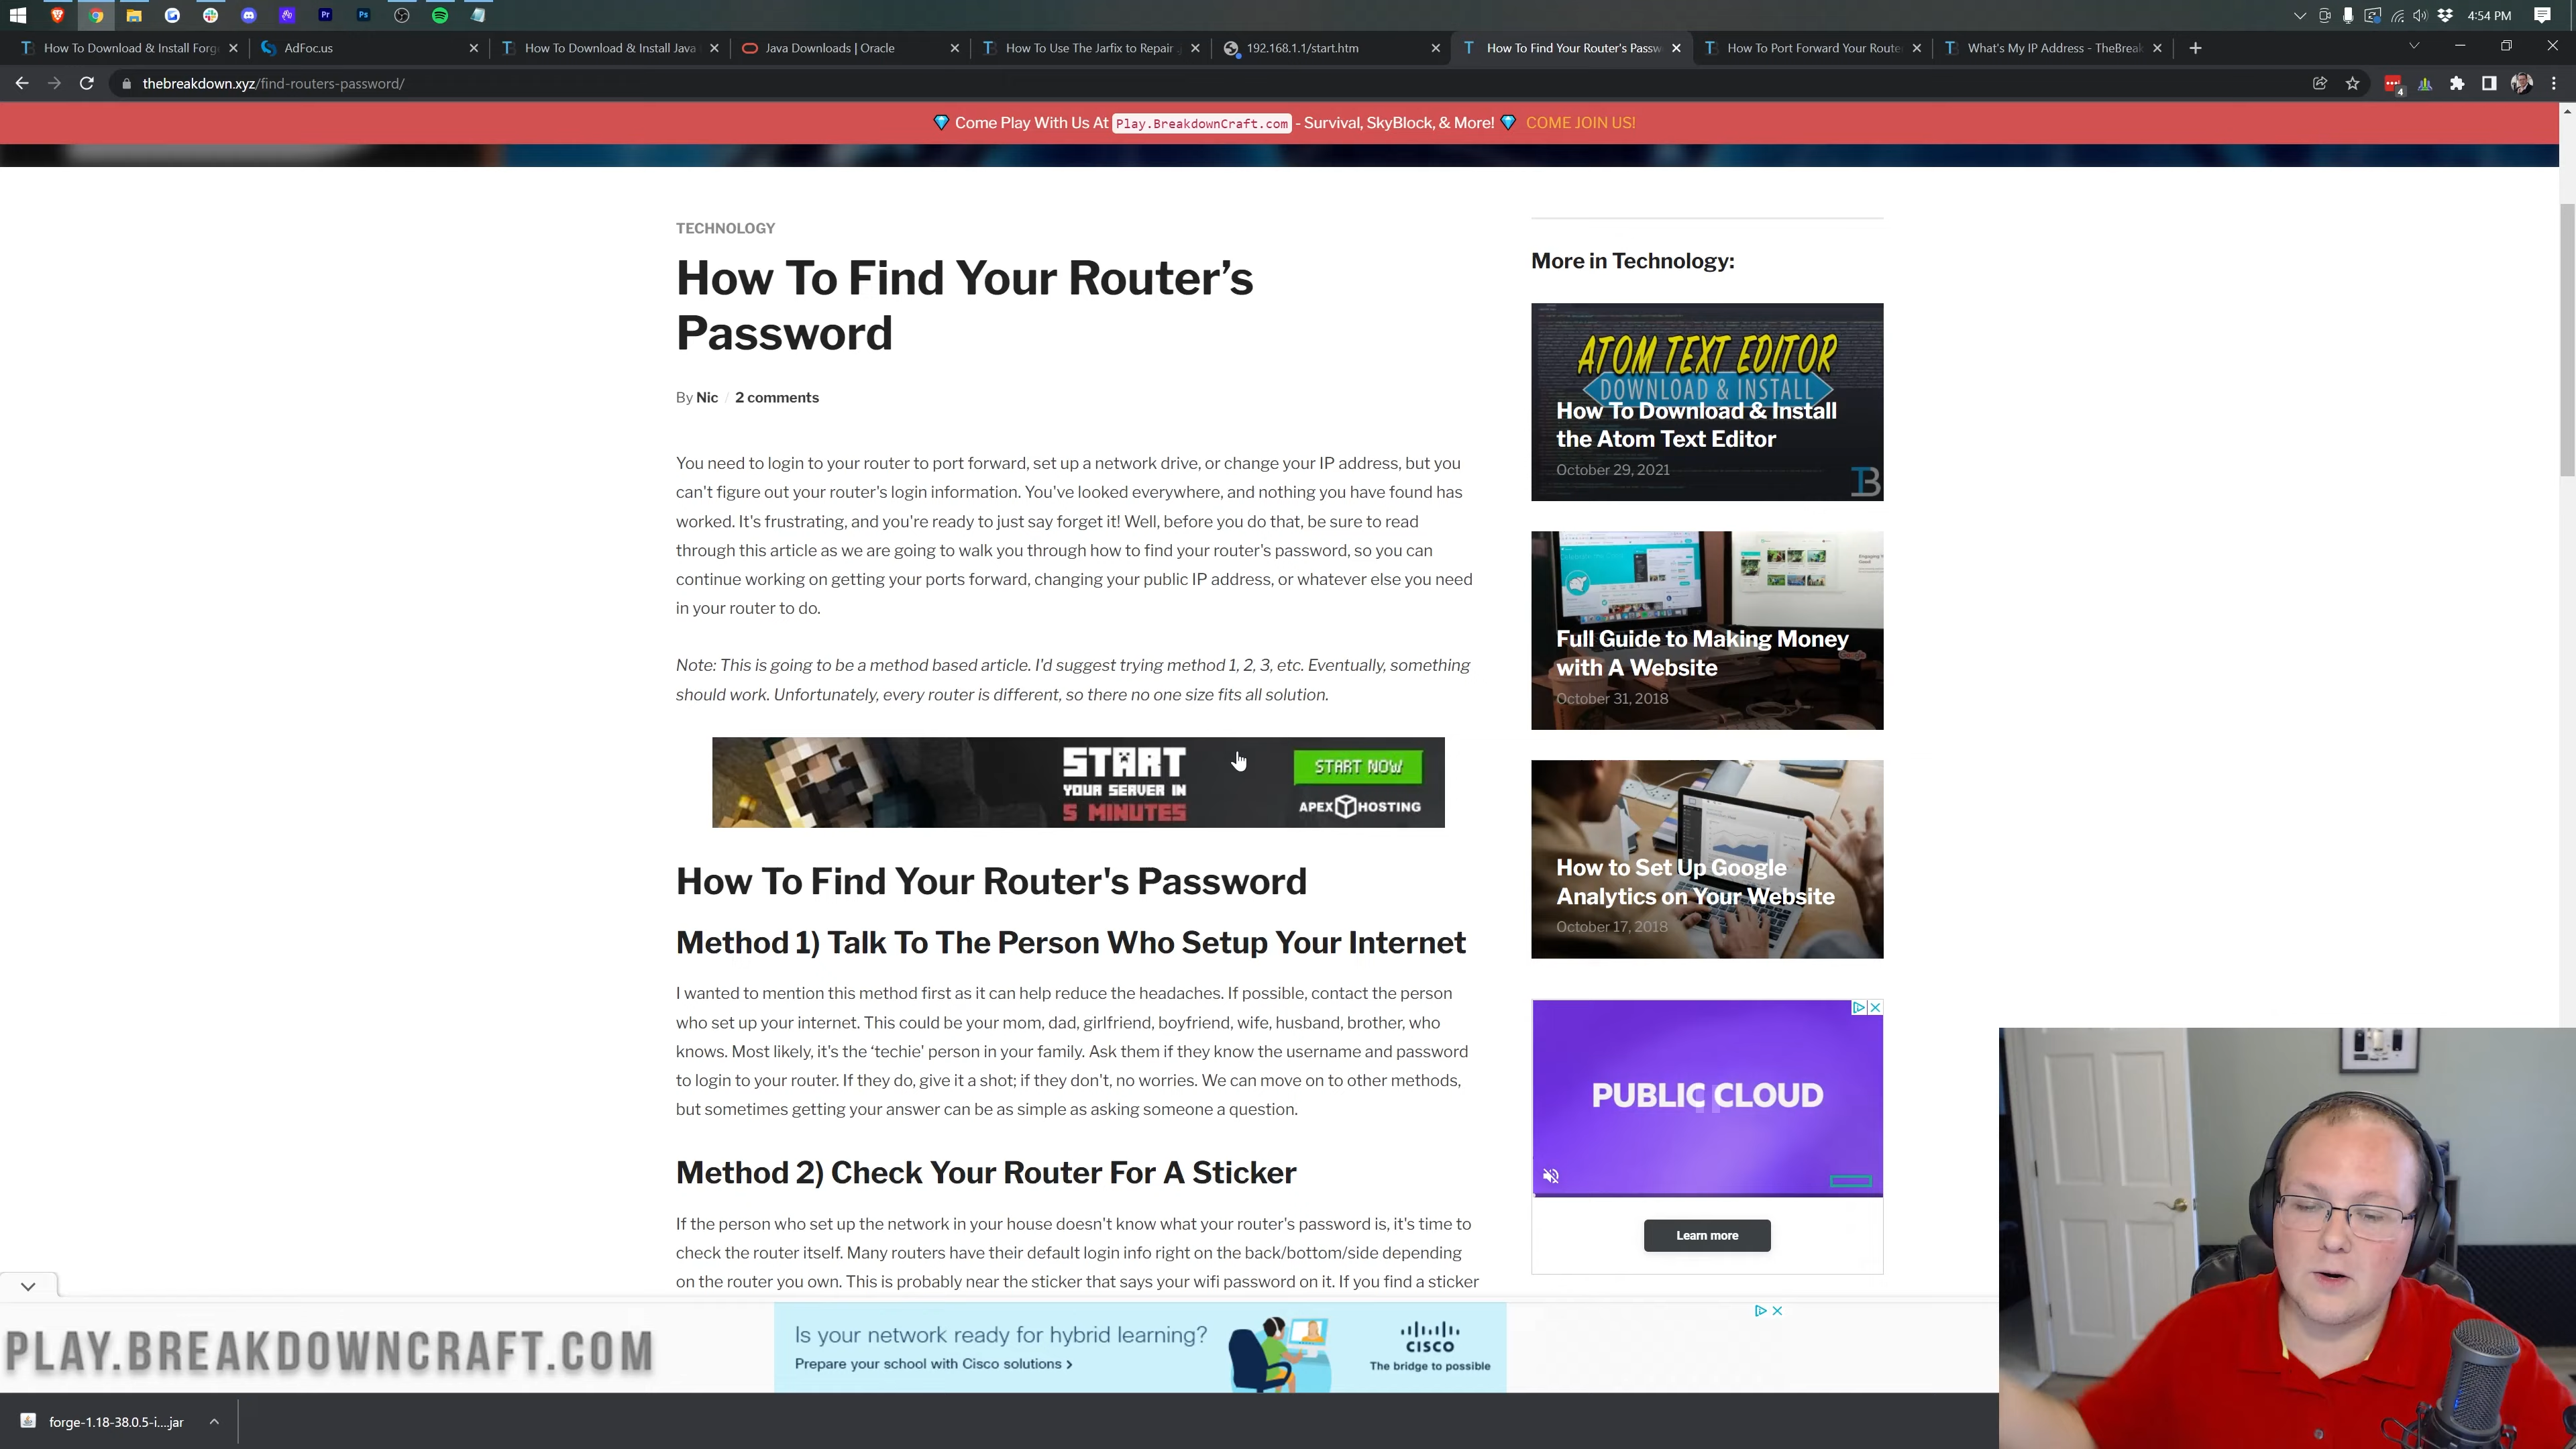 4:54 PM
How To Download & Install Forg
AdFoc.us
How To Download & Install Java
Java Downloads | Oracle
How To Use The Jarfix to Repair .J
192.168.1.1/start.htm
How To Find Your Router's Passw
How To Port Forward Your Route
What's My IP Address - TheBreak
thebreakdown.xyz/find-routers-password/
4
Come Play With Us At Play.BreakdownCraft.com - Survival, SkyBlock, & More! COME JOIN US!
TECHNOLOGY
How To Find Your Router’s
Password
By Nic / 2 comments
You need to login to your router to port forward, set up a network drive, or change your IP address, but you
can't figure out your router's login information. You've looked everywhere, and nothing you have found has
worked. It's frustrating, and you're ready to just say forget it! Well, before you do that, be sure to read
through this article as we are going to walk you through how to find your router's password, so you can
continue working on getting your ports forward, changing your public IP address, or whatever else you need
in your router to do.
Note: This is going to be a method based article. I'd suggest trying method 1, 2, 3, etc. Eventually, something
should work. Unfortunately, every router is different, so there no one size fits all solution.
START
YOUR SERVER IN
5 MINUTES
START NOW
APEX HOSTING
How To Find Your Router's Password
Method 1) Talk To The Person Who Setup Your Internet
I wanted to mention this method first as it can help reduce the headaches. If possible, contact the person
who set up your internet. This could be your mom, dad, girlfriend, boyfriend, wife, husband, brother, who
knows. Most likely, it's the ‘techie’ person in your family. Ask them if they know the username and password
to login to your router. If they do, give it a shot; if they don't, no worries. We can move on to other methods,
but sometimes getting your answer can be as simple as asking someone a question.
Method 2) Check Your Router For A Sticker
If the person who set up the network in your house doesn't know what your router's password is, it's time to
check the router itself. Many routers have their default login info right on the back/bottom/side depending
on the router you own. This is probably near the sticker that says your wifi password on it. If you find a sticker
More in Technology:
ATOM TEXT EDITOR
DOWNLOAD & INSTALL
How To Download & Install
the Atom Text Editor
October 29, 2021
TB
Full Guide to Making Money
with A Website
October 31, 2018
How to Set Up Google
Analytics on Your Website
October 17, 2018
PUBLIC CLOUD
Learn more
PLAY.BREAKDOWNCRAFT.COM
Is your network ready for hybrid learning?
Prepare your school with Cisco solutions >
CISCO
The bridge to possible
forge-1.18-38.0.5-i....jar